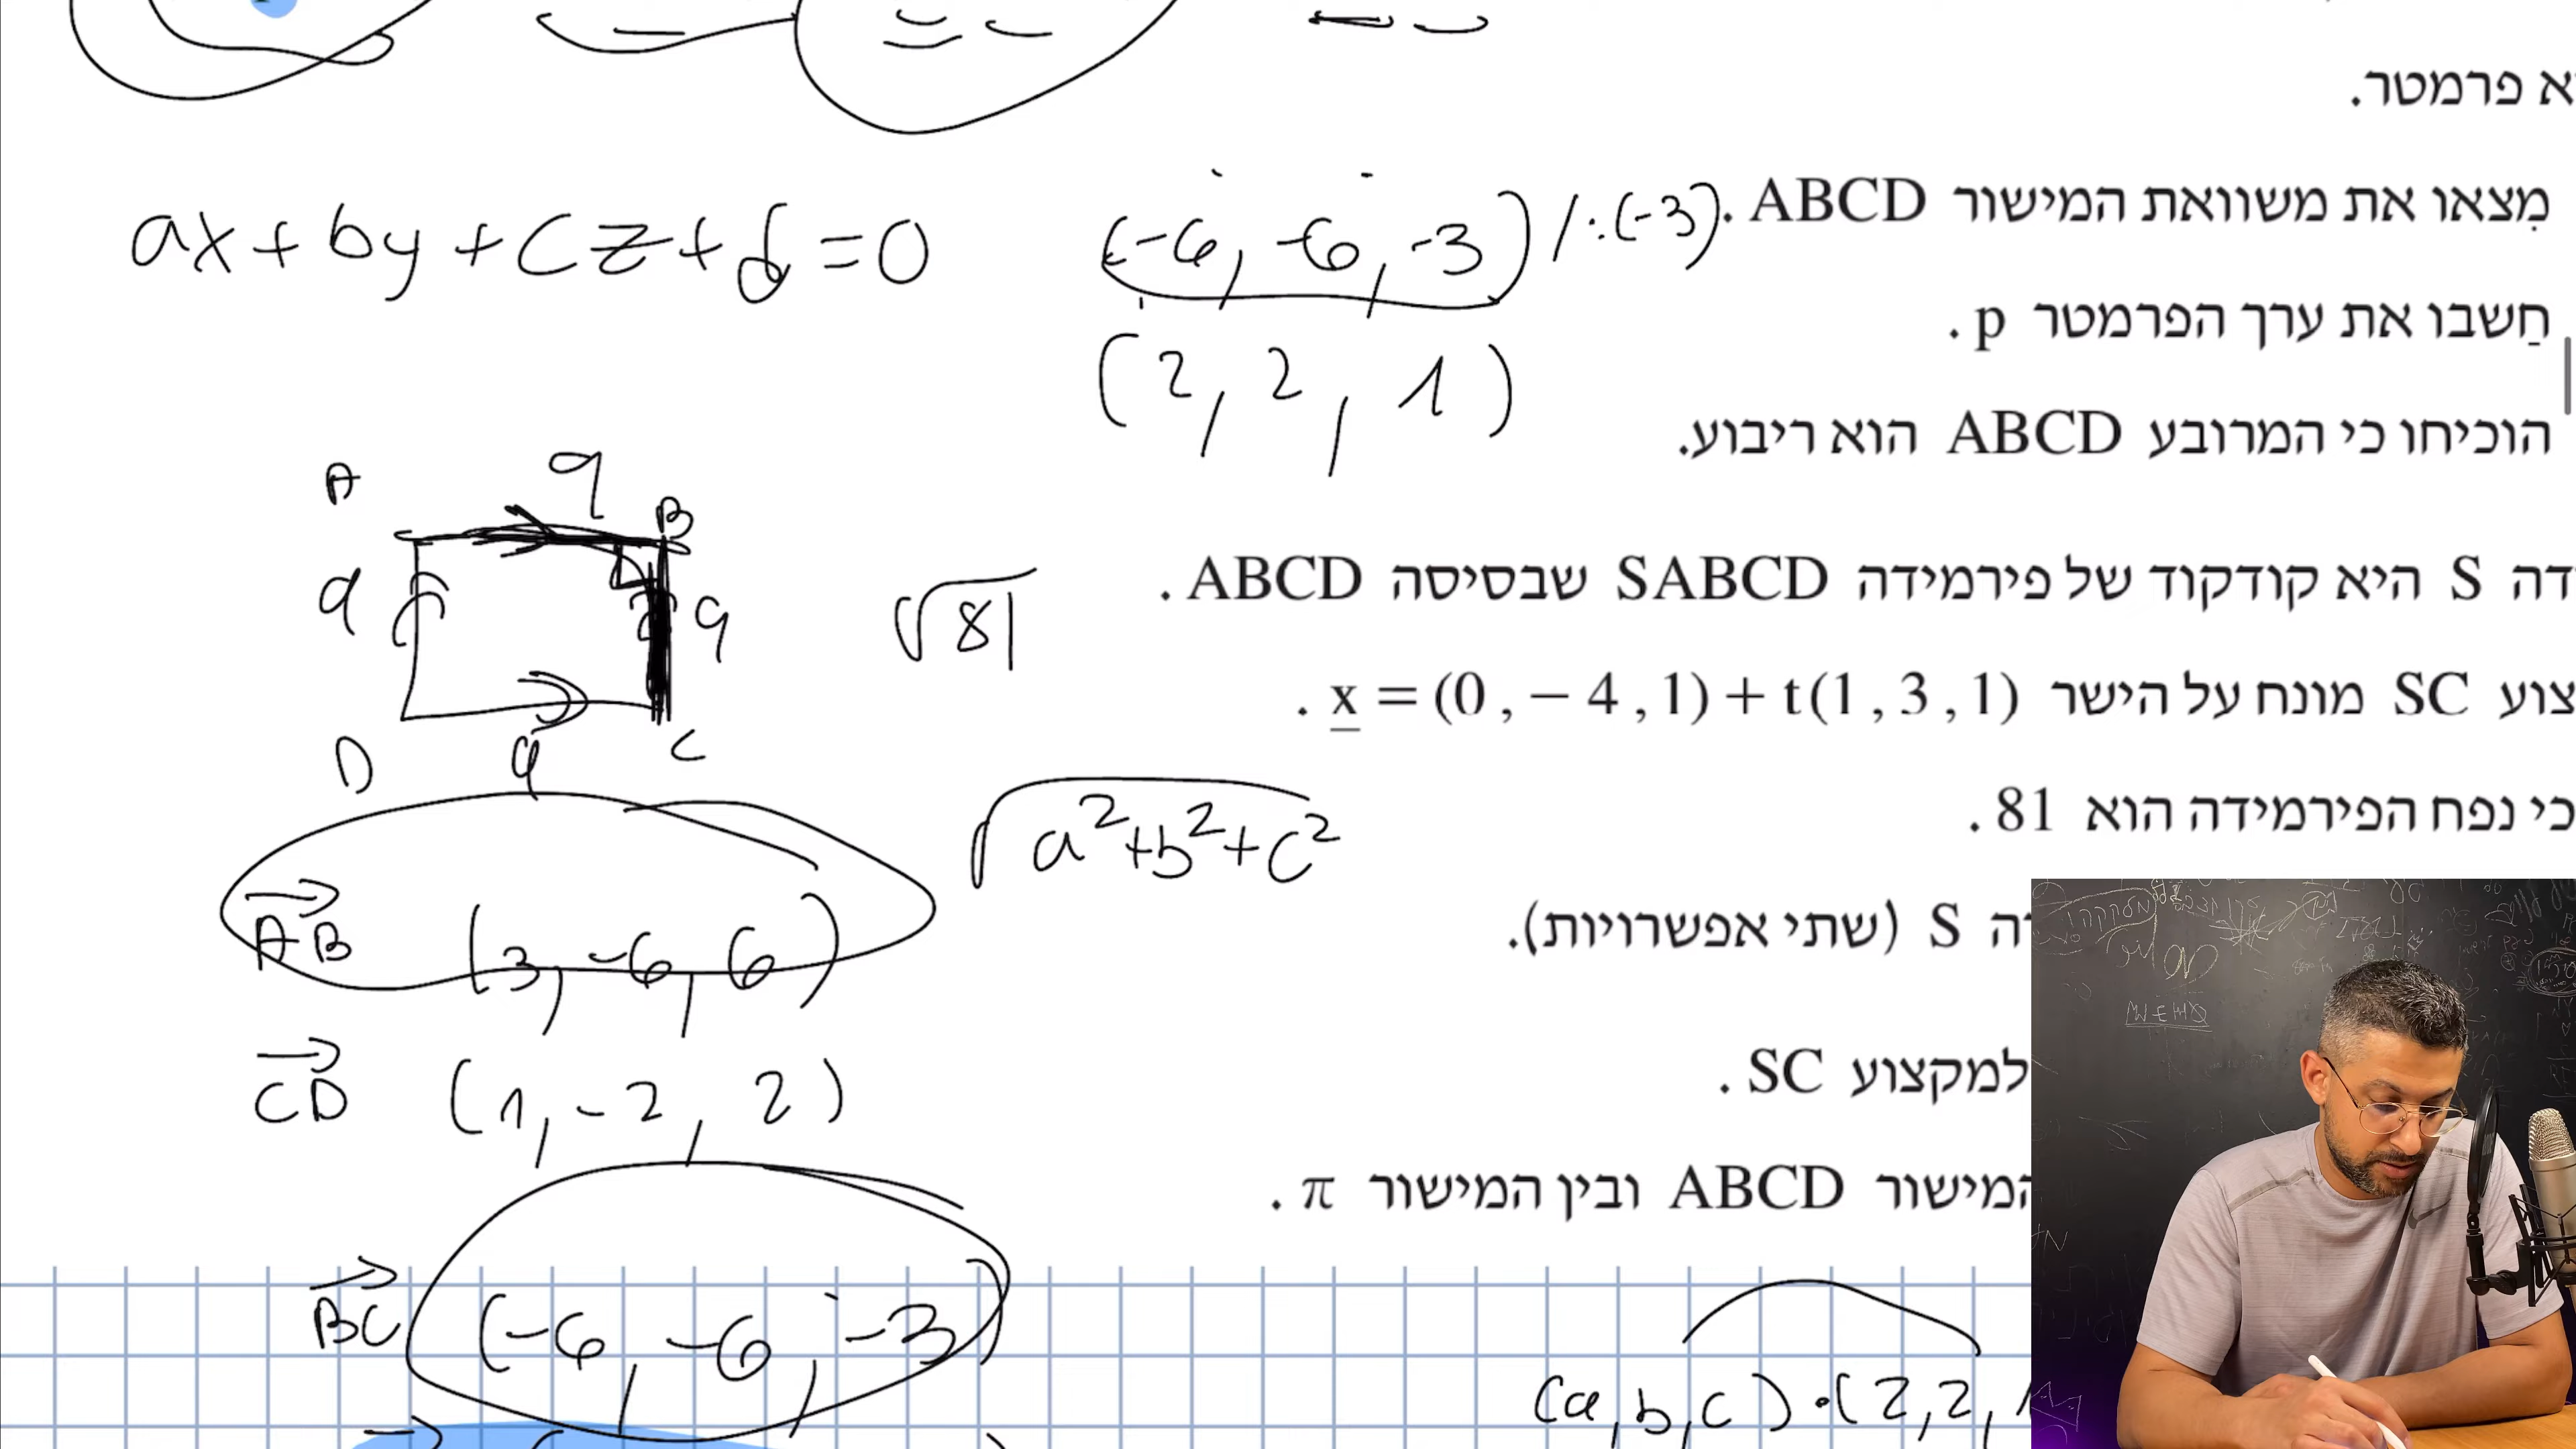 א פרמטר.
ax+by+cz+d=0
(-6, -6, -3) /:(-3)
(2, 2, 1)
מִצאו את משוואת המישור ABCD .
חַשבו את ערך הפרמטר p .
הוכיחו כי המרובע ABCD הוא ריבוע.
A 9 B
9 9
D 9 C
√81
דה S היא קודקוד של פירמידה SABCD שבסיסה ABCD .
צוע SC מונח על הישר x = (0 , − 4 , 1) + t(1 , 3 , 1) .
כי נפח הפירמידה הוא 81 .
√a²+b²+c²
AB (3, -6, 6)
CD (1, -2, 2)
BC (-6, -6, -3)
דה S (שתי אפשרויות).
למקצוע SC .
המישור ABCD ובין המישור π .
(a,b,c)·(2,2,1